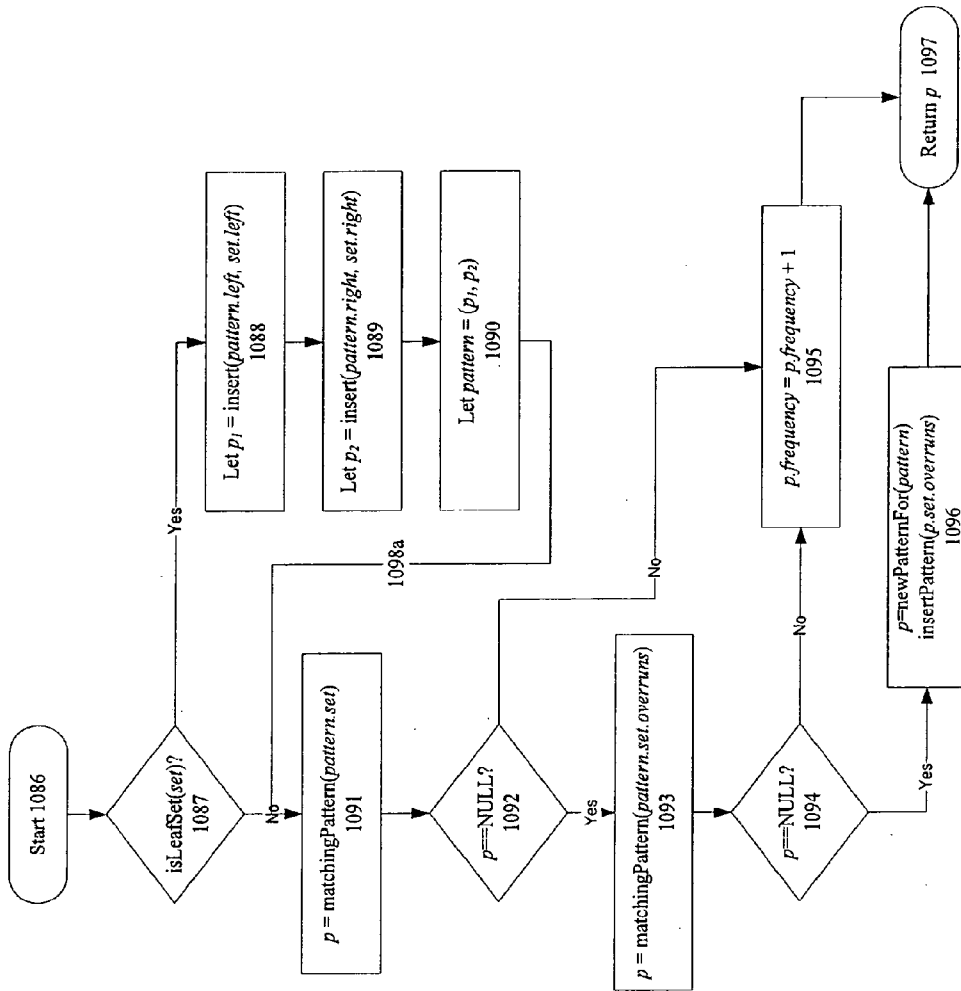 Start 1086
isLeafSet(set)?
1087
Yes
No
Let p1 = insert(pattern.left, set.left)
1088
Let p2 = insert(pattern.right, set.right)
1089
Let pattern = (p1, p2)
1090
1098a
p = matchingPattern(pattern.set)
1091
p==NULL?
1092
No
Yes
p = matchingPattern(pattern.set.overruns)
1093
p==NULL?
1094
No
Yes
p.frequency = p.frequency + 1
1095
p=newPatternFor(pattern)
insertPattern(p.set.overruns)
1096
Return p 1097